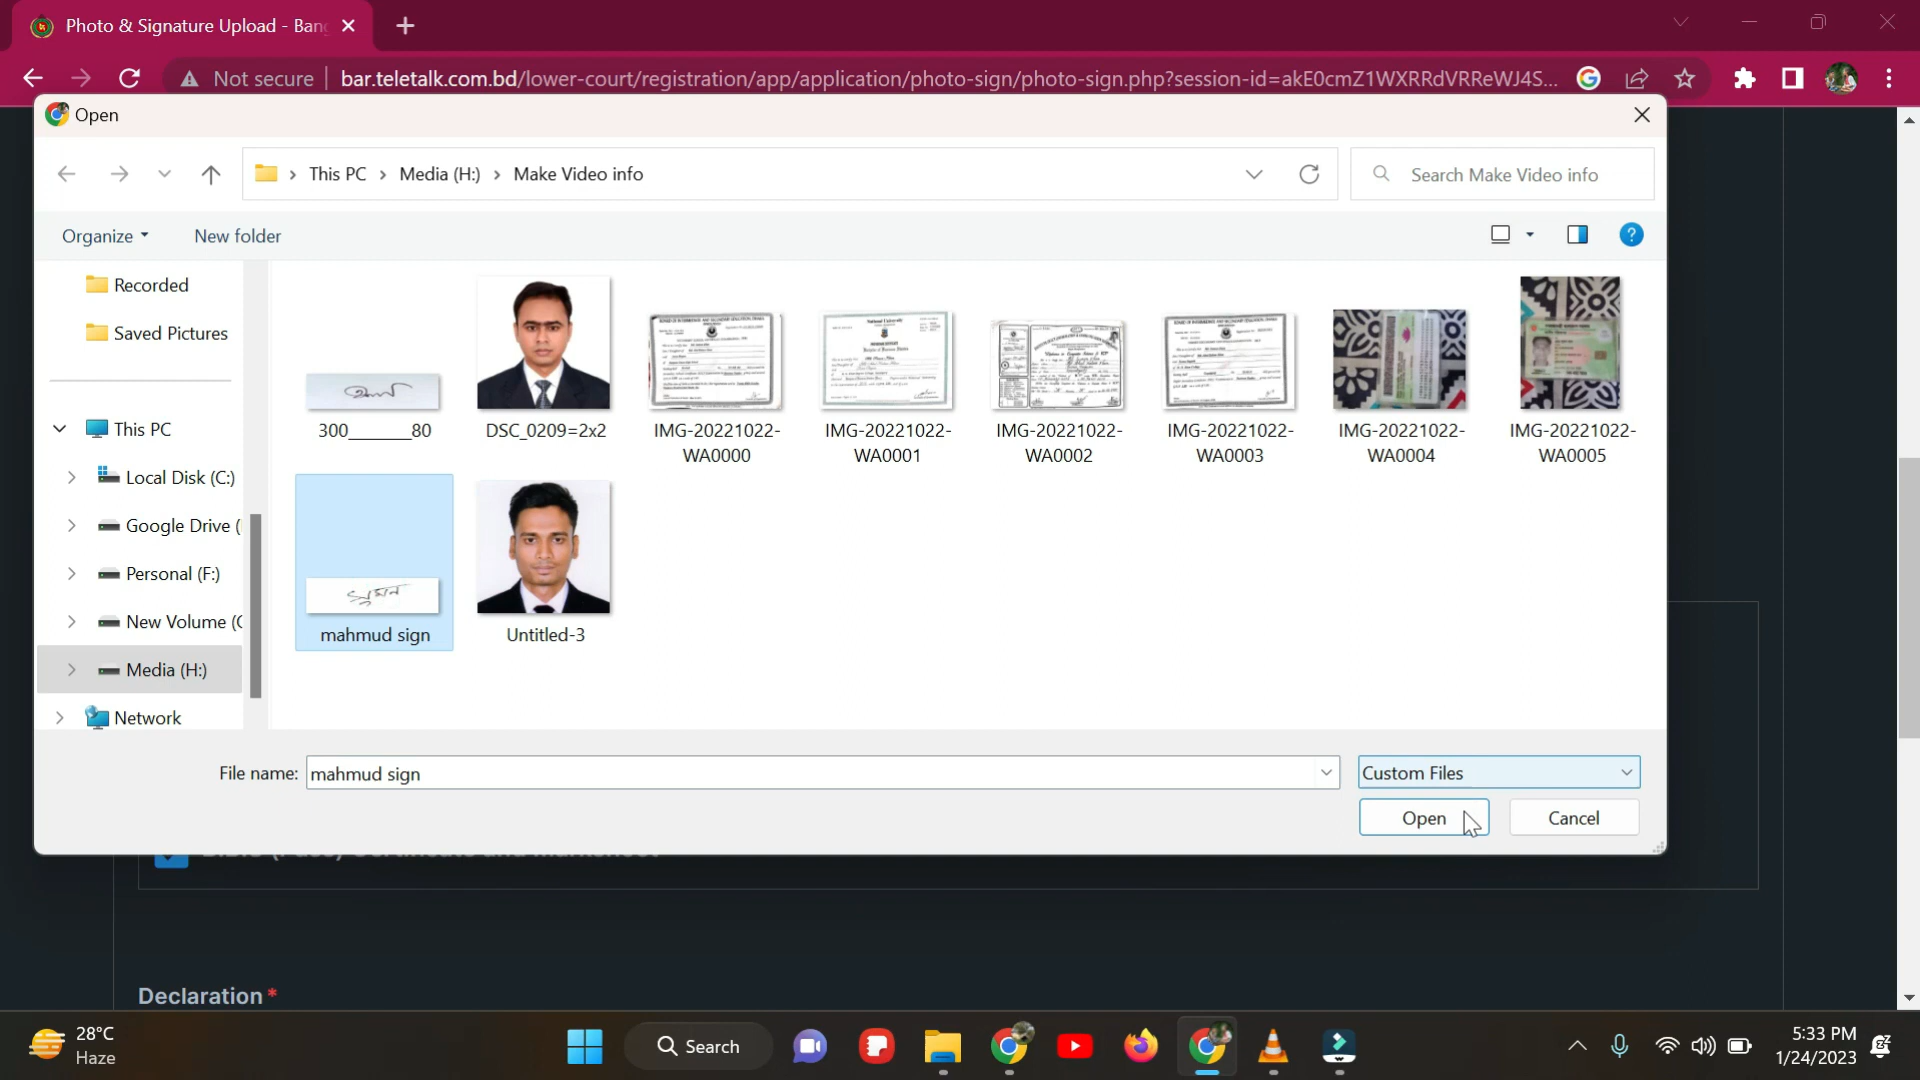 Photo & Signature Upload - Ban
Not secure
bar.teletalk.com.bd/lower-court/registration/app/application/photo-sign/photo-sign.php?session-id=akE0cmZ1WXRRdVRReWJ4S...
Open
This PC > Media (H:) > Make Video info
Search Make Video info
Organize
New folder
Recorded
Saved Pictures
This PC
Local Disk (C:)
Google Drive (
Personal (F:)
New Volume (
Media (H:)
Network
300______80
DSC_0209=2x2
IMG-20221022-
WA0000
IMG-20221022-
WA0001
IMG-20221022-
WA0002
IMG-20221022-
WA0003
IMG-20221022-
WA0004
IMG-20221022-
WA0005
সুমন
mahmud sign
Untitled-3
File name:
mahmud sign
Custom Files
Open
Cancel
Declaration *
28°C
Haze
Search
5:33 PM
1/24/2023